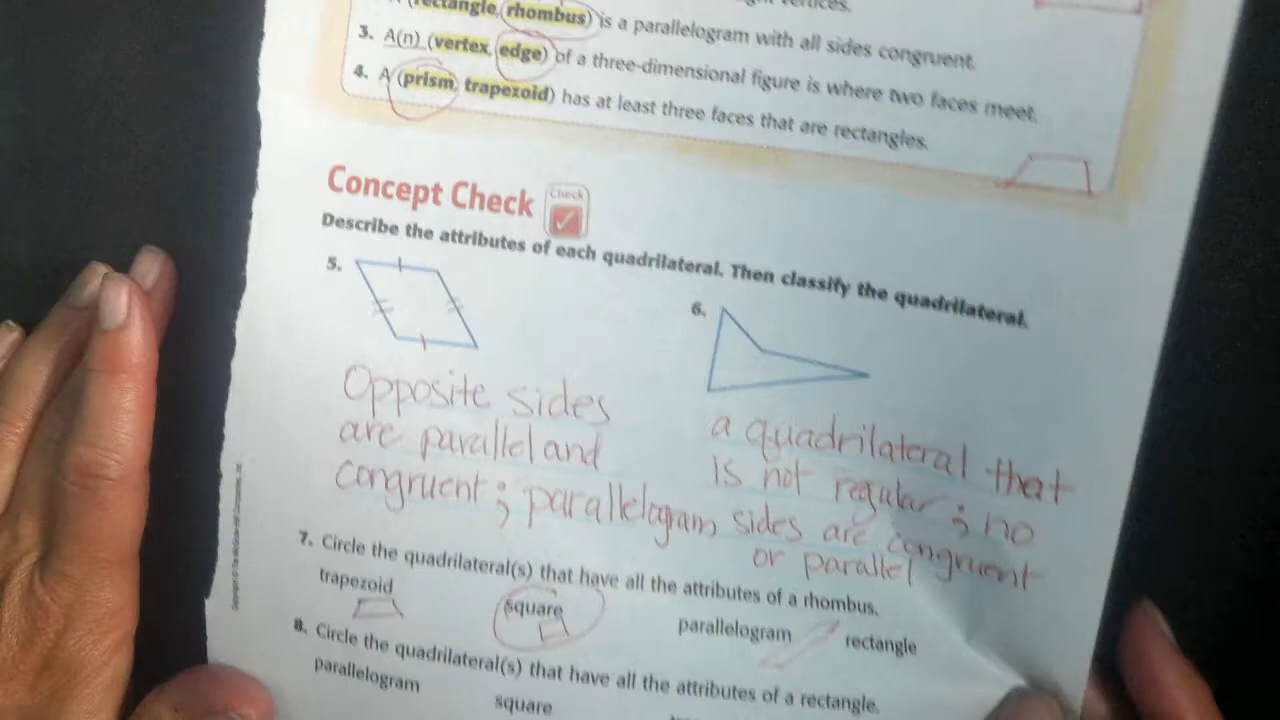 vertices.
(rectangle, rhombus) is a parallelogram with all sides congruent.
3. A(n) (vertex, edge) of a three-dimensional figure is where two faces meet.
4. A (prism, trapezoid) has at least three faces that are rectangles.
Concept Check
Check
Describe the attributes of each quadrilateral. Then classify the quadrilateral.
5.
6.
Opposite sides
are parallel and
congruent; parallelogram
a quadrilateral that
is not regular; no
sides are congruent
or parallel
7. Circle the quadrilateral(s) that have all the attributes of a rhombus.
trapezoid square parallelogram rectangle
8. Circle the quadrilateral(s) that have all the attributes of a rectangle.
parallelogram square